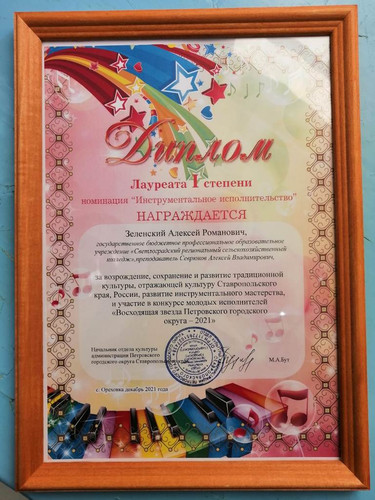 Диплом
Лауреата I степени
номинация "Инструментальное исполнительство"
НАГРАЖДАЕТСЯ
Зеленский Алексей Романович,
государственное бюджетное профессиональное образовательное
учреждение «Светлоградский региональный сельскохозяйственный
колледж», преподаватель Севрюков Алексей Владимирович,
за возрождение, сохранение и развитие традиционной
культуры, отражающей культуру Ставропольского
края, России, развитие инструментального мастерства,
и участие в конкурсе молодых исполнителей
«Восходящая звезда Петровского городского
округа – 2021»
Начальник отдела культуры
администрации Петровского
городского округа Ставропольского
М.А.Бут
декабрь 2021 года